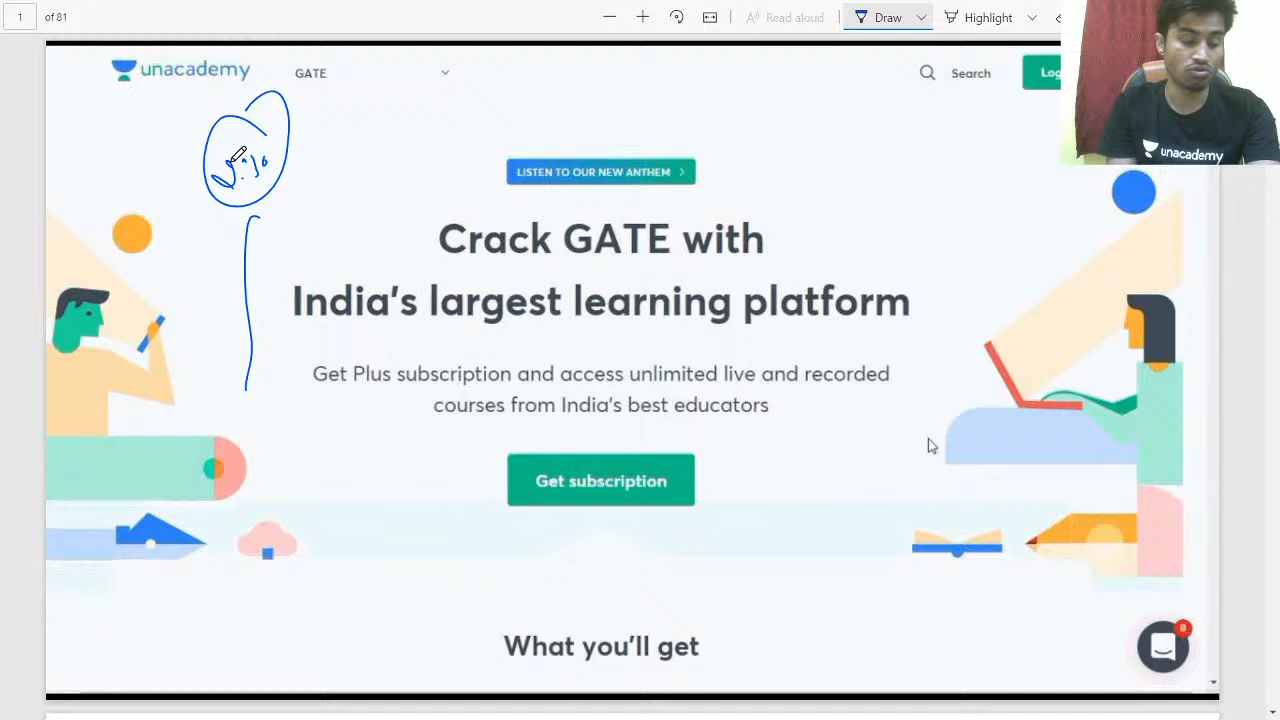 1 of 81
Read aloud
Draw
Highlight
unacademy
GATE
Search
Log
unacademy
LISTEN TO OUR NEW ANTHEM
Crack GATE with
India's largest learning platform
Get Plus subscription and access unlimited live and recorded
courses from India's best educators
Get subscription
8
What you'll get